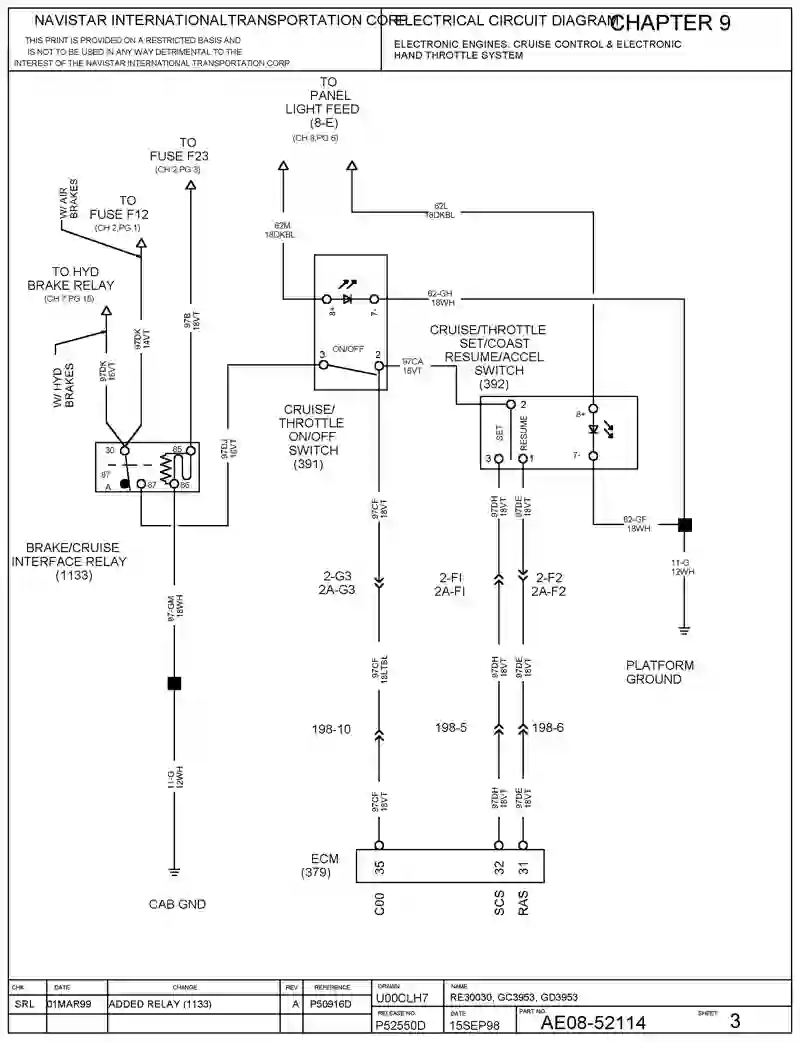 NAVISTAR INTERNATIONALTRANSPORTATION CORP.
THIS PRINT IS PROVIDED ON A RESTRICTED BASIS AND
IS NOT TO BE USED IN ANY WAY DETRIMENTAL TO THE
INTEREST OF THE NAVISTAR INTERNATIONAL TRANSPORTATION CORP
ELECTRICAL CIRCUIT DIAGRAM
CHAPTER 9
ELECTRONIC ENGINES, CRUISE CONTROL & ELECTRONIC
HAND THROTTLE SYSTEM
TO
PANEL
LIGHT FEED
(8-E)
(CH 8,PG 6)
TO
FUSE F23
(CH 2,PG 3)
W/ AIR
BRAKES
TO
FUSE F12
(CH 2,PG 1)
TO HYD
BRAKE RELAY
(CH 7 PG 15)
W/ HYD
BRAKES
97DK
15VT
97DK
14VT
97B
18VT
62M
18DKBL
62L
18DKBL
8+
7-
62-GH
18WH
ON/OFF
3
2
97CA
15VT
CRUISE/THROTTLE
SET/COAST
RESUME/ACCEL
SWITCH
(392)
CRUISE/
THROTTLE
ON/OFF
SWITCH
(391)
2
SET
RESUME
3
1
8+
7-
30
85
87
A
87
86
97DJ
15VT
BRAKE/CRUISE
INTERFACE RELAY
(1133)
97CF
18VT
97DH
18VT
97DE
18VT
62-GF
18WH
11-G
12WH
PLATFORM
GROUND
2-G3
2A-G3
2-F1
2A-F1
2-F2
2A-F2
97-GM
18WH
97CF
18LTBL
97DH
18VT
97DE
18VT
198-10
198-5
198-6
11-G
12WH
97CF
18VT
97DH
18VT
97DE
18VT
CAB GND
ECM
(379)
35
32
31
C00
SCS
RAS
CHK
DATE
CHANGE
REV
REFERENCE
SRL
01MAR99
ADDED RELAY (1133)
A
P50916D
DRAWN
U00CLH7
NAME
RE30030, GC3953, GD3953
RELEASE NO.
P52550D
DATE
15SEP98
PART NO.
AE08-52114
SHEET
3